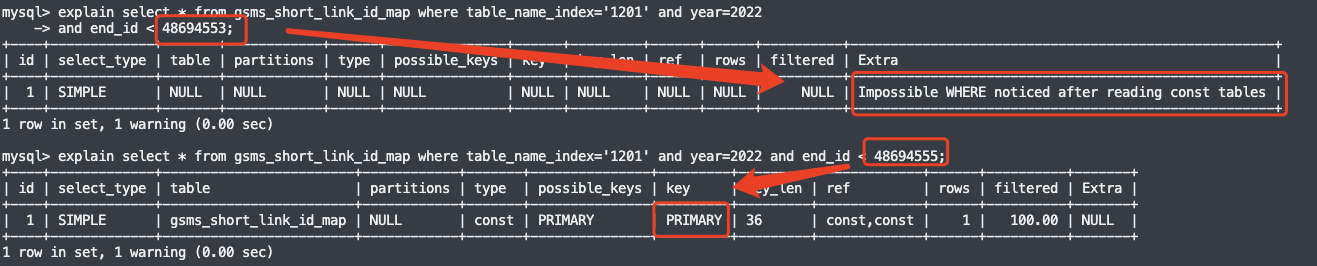 mysql> explain select * from gsms_short_link_id_map where table_name_index='1201' and year=2022
-> and end_id < 48694553;
| id | select_type | table | partitions | type | possible_keys | key | ref | rows | filtered | Extra |
| 1 | SIMPLE | NULL | NULL | NULL | NULL | NULL | NULL | NULL | NULL | NULL | Impossible WHERE noticed after reading const tables |
1 row in set, 1 warning (0.00 sec)
mysql> explain select * from gsms_short_link_id_map where table_name_index='1201' and year=2022 and end_id < 48694555;
| id | select_type | table | partitions | type | possible_keys | key | key_len | ref | rows | filtered | Extra |
| 1 | SIMPLE | gsms_short_link_id_map | NULL | const | PRIMARY | PRIMARY | 36 | const,const | 1 | 100.00 | NULL |
1 row in set, 1 warning (0.00 sec)